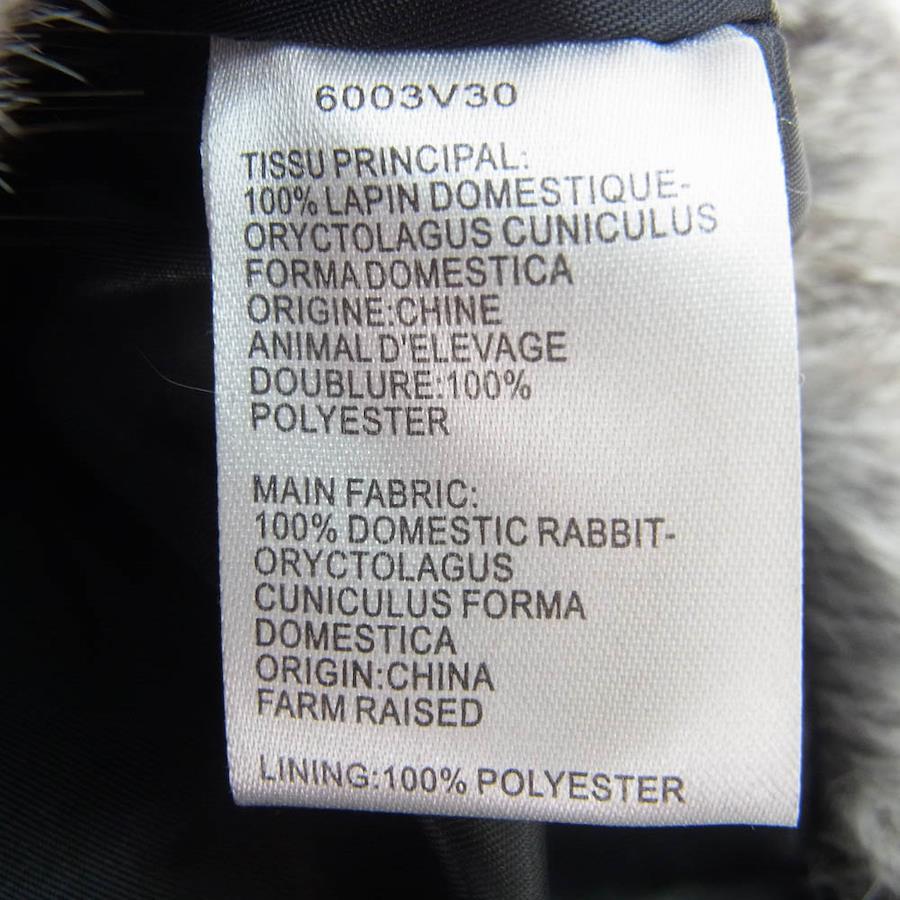 6003V30
TISSU PRINCIPAL:
100% LAPIN DOMESTIQUE-
ORYCTOLAGUS CUNICULUS
FORMA DOMESTICA
ORIGINE:CHINE
ANIMAL D'ELEVAGE
DOUBLURE:100%
POLYESTER
MAIN FABRIC:
100% DOMESTIC RABBIT-
ORYCTOLAGUS
CUNICULUS FORMA
DOMESTICA
ORIGIN:CHINA
FARM RAISED
LINING:100% POLYESTER